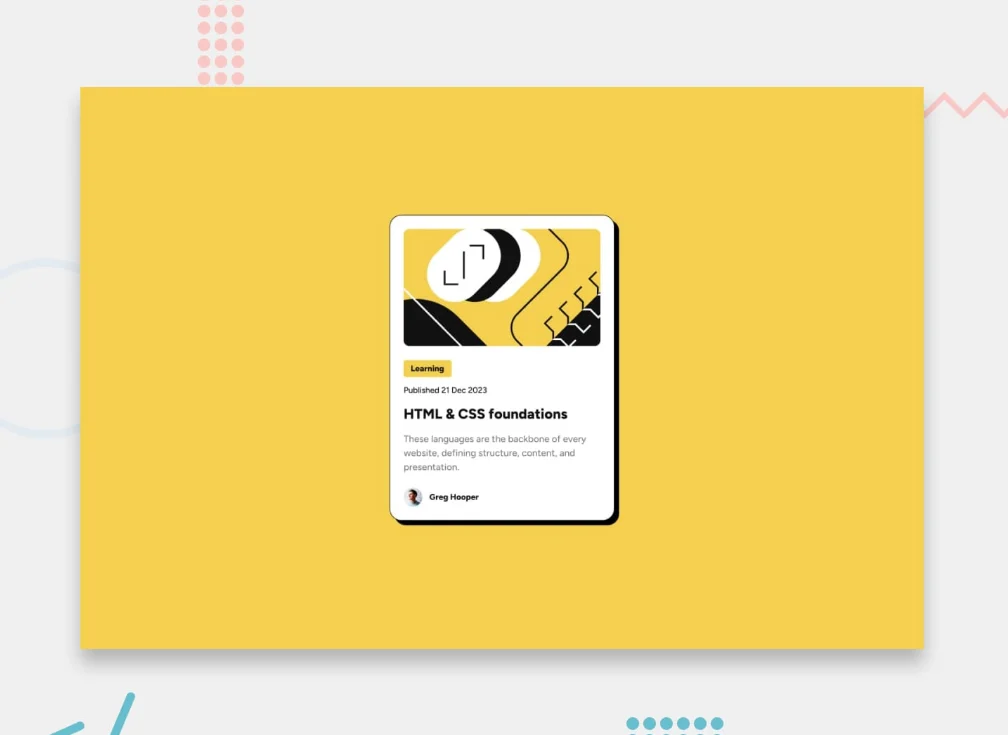 Learning
Published 21 Dec 2023
HTML & CSS foundations
These languages are the backbone of every
website, defining structure, content, and
presentation.
Greg Hooper